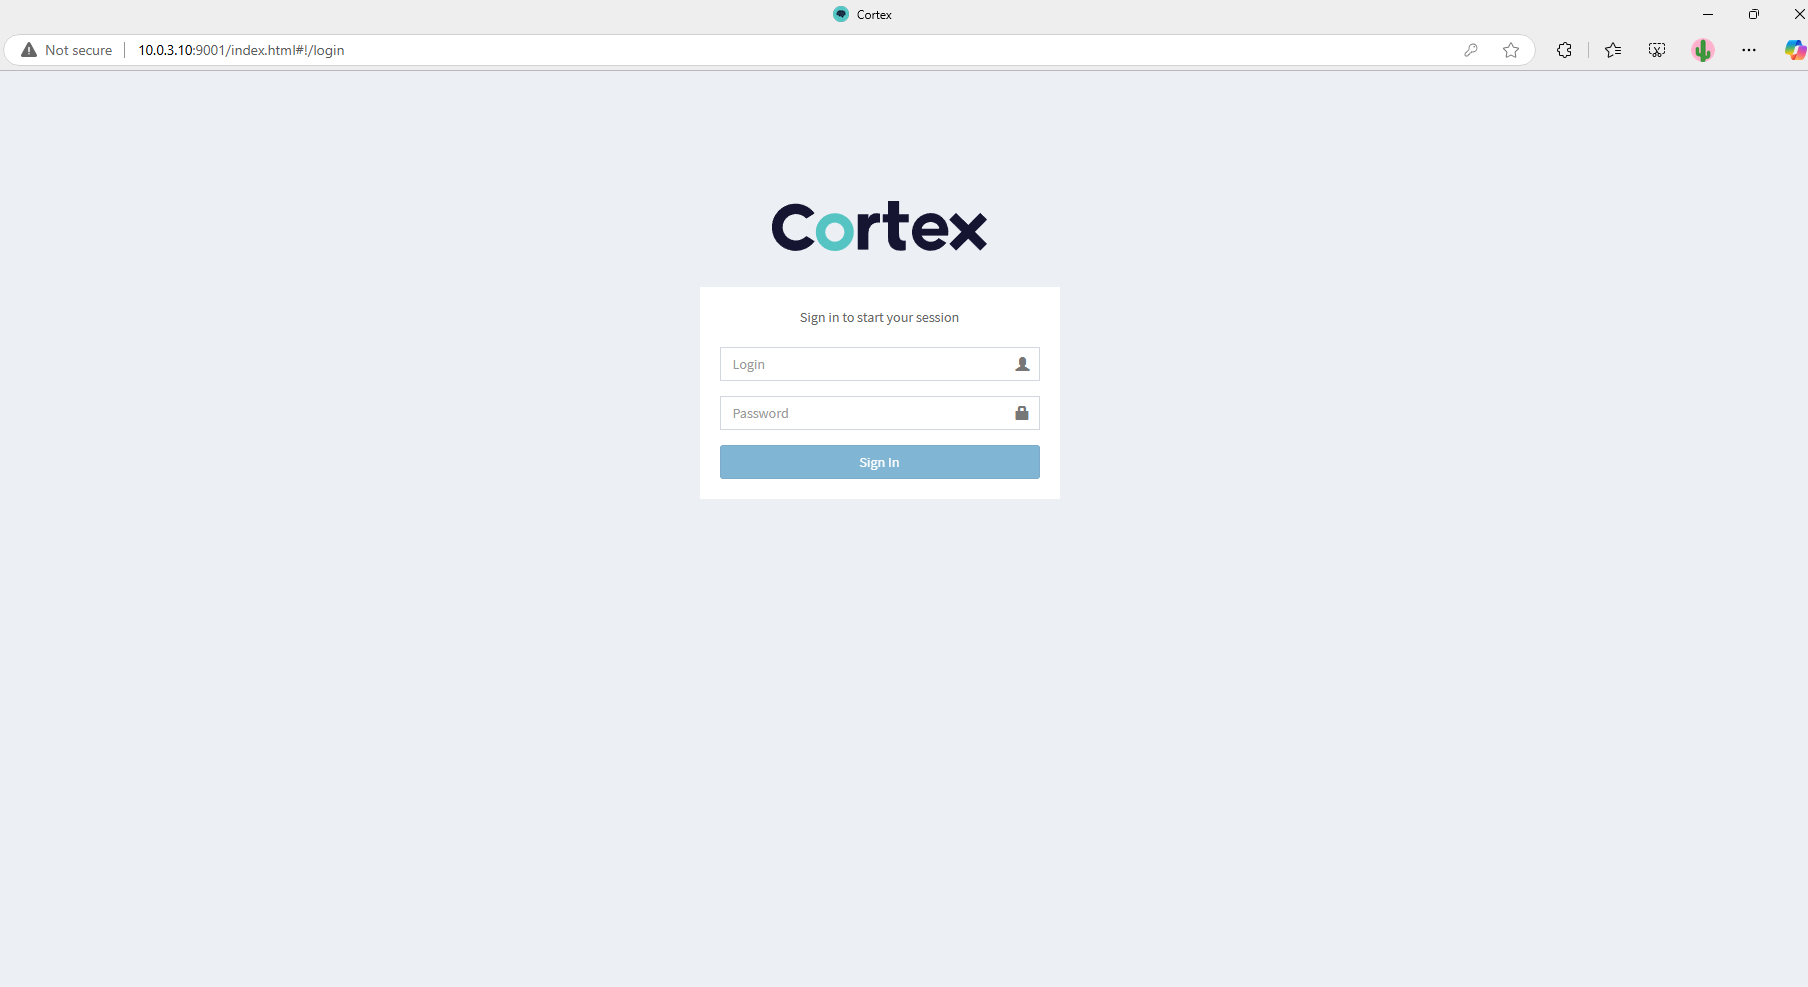 Cortex
Not secure
10.0.3.10:9001/index.html#!/login
Cortex
Sign in to start your session
Login
Password
Sign In